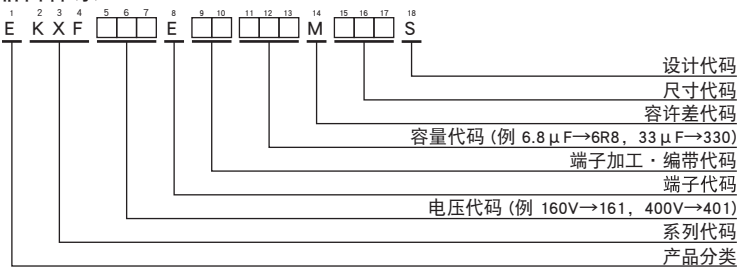 1 2 3 4 5 6 7 8 9 10 11 12 13 14 15 16 17 18
E K X F □□□ E □□ □□□ M □□□ S
设计代码
尺寸代码
容许差代码
容量代码 (例 6.8μF→6R8, 33μF→330)
端子加工・编带代码
端子代码
电压代码 (例 160V→161, 400V→401)
系列代码
产品分类